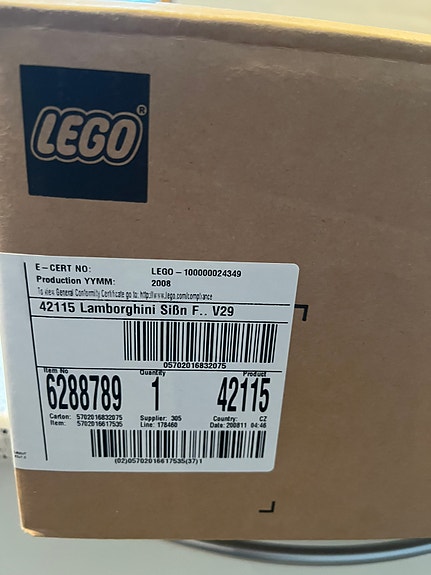 LEGO®
E-CERT NO: LEGO - 100000024349
Production YYMM: 2008
To view General Conformity Certificate go to: http://www.lego.com/compliance
42115 Lamborghini Sißn F.. V29
05702016832075
Item No Quantity Product
6288789 1 42115
Carton: 5702016832075 Supplier: 305 Country: CZ
Item: 5702016617535 Line: 178460 Date: 200811 04:46
(02)05702016617535(37)1